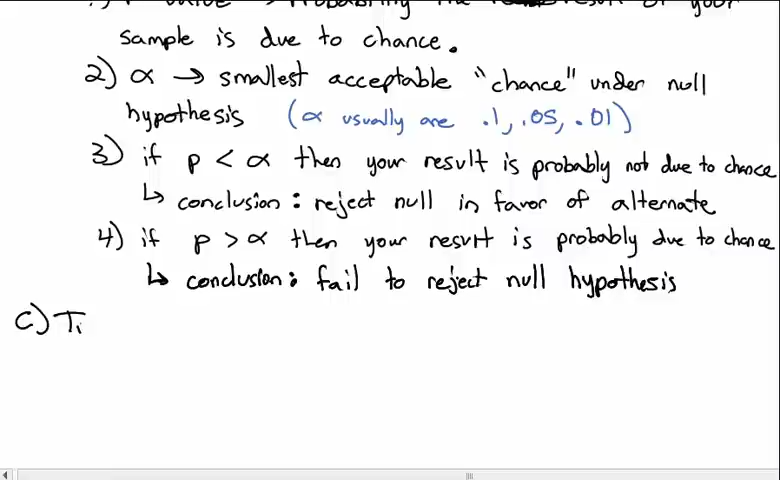 sample is due to chance.
2) α → smallest acceptable "chance" under null
hypothesis (α usually are .1, .05, .01)
3) if p < α then your result is probably not due to chance
↳ conclusion: reject null in favor of alternate
4) if p > α then your result is probably due to chance
↳ conclusion: fail to reject null hypothesis
C) Ti